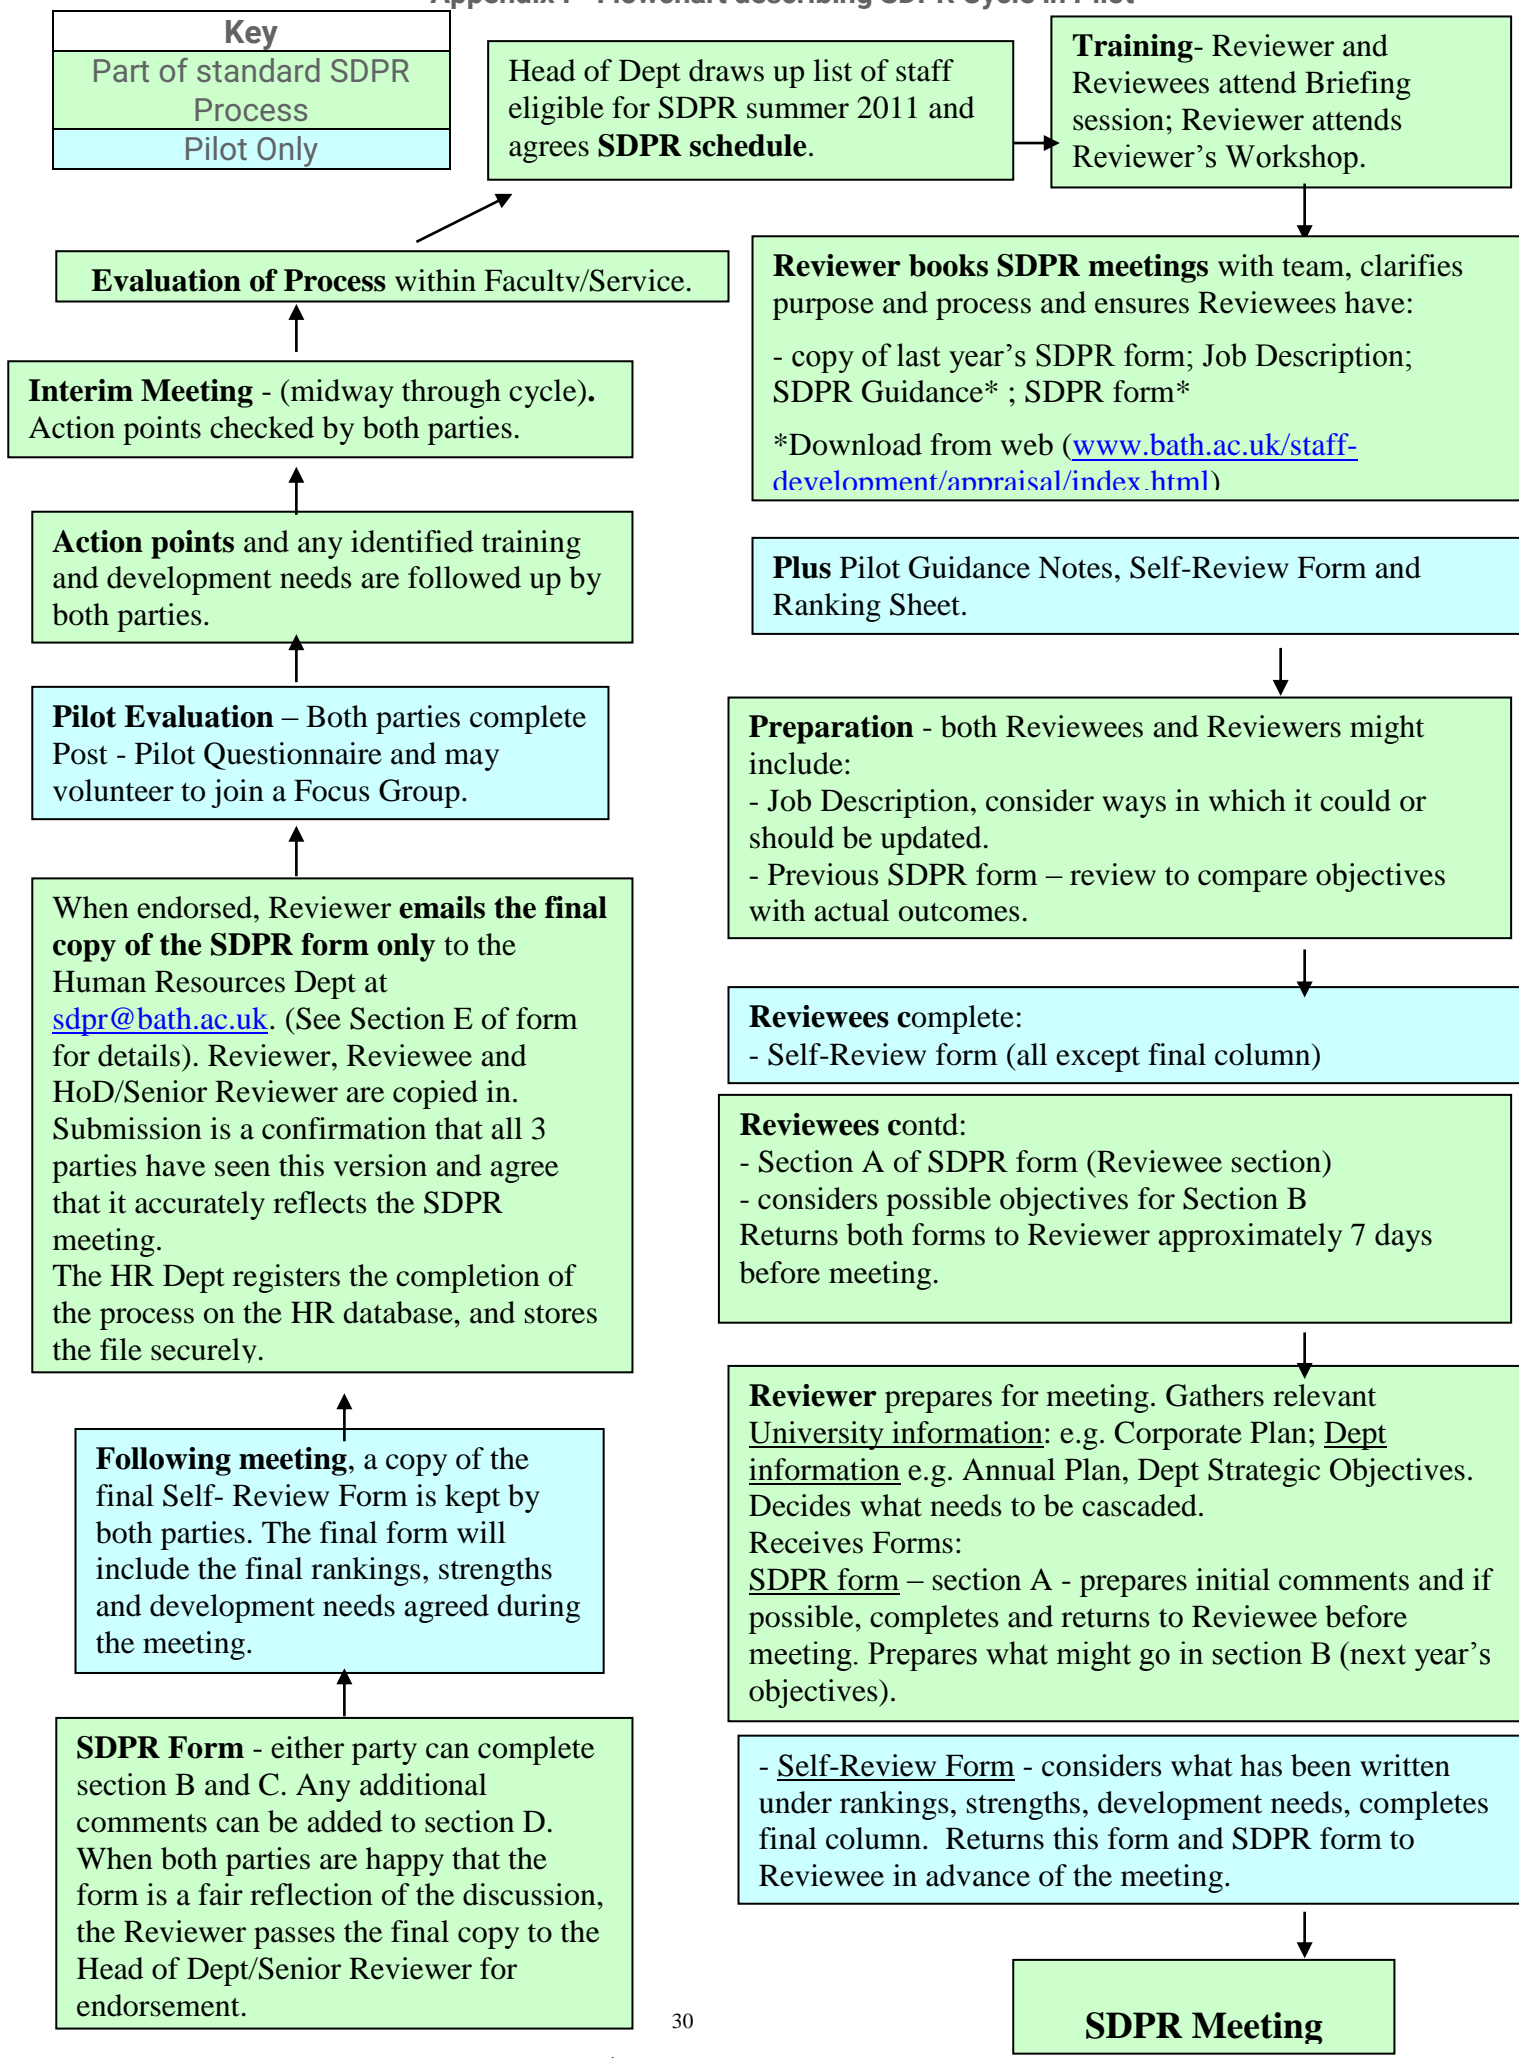 Appendix I - Flowchart describing SDPR Cycle in Pilot
Key
Part of standard SDPR
Process
Pilot Only
Head of Dept draws up list of staff
eligible for SDPR summer 2011 and
agrees SDPR schedule.
Training- Reviewer and
Reviewees attend Briefing
session; Reviewer attends
Reviewer's Workshop.
Reviewer books SDPR meetings with team, clarifies
purpose and process and ensures Reviewees have:
- copy of last year's SDPR form; Job Description;
SDPR Guidance* ; SDPR form*
*Download from web (www.bath.ac.uk/staff-
development/appraisal/index.html)
Plus Pilot Guidance Notes, Self-Review Form and
Ranking Sheet.
Preparation - both Reviewees and Reviewers might
include:
- Job Description, consider ways in which it could or
should be updated.
- Previous SDPR form – review to compare objectives
with actual outcomes.
Reviewees complete:
- Self-Review form (all except final column)
Reviewees contd:
- Section A of SDPR form (Reviewee section)
- considers possible objectives for Section B
Returns both forms to Reviewer approximately 7 days
before meeting.
Reviewer prepares for meeting. Gathers relevant
University information: e.g. Corporate Plan; Dept
information e.g. Annual Plan, Dept Strategic Objectives.
Decides what needs to be cascaded.
Receives Forms:
SDPR form – section A - prepares initial comments and if
possible, completes and returns to Reviewee before
meeting. Prepares what might go in section B (next year's
objectives).
- Self-Review Form - considers what has been written
under rankings, strengths, development needs, completes
final column.  Returns this form and SDPR form to
Reviewee in advance of the meeting.
SDPR Meeting
SDPR Form - either party can complete
section B and C. Any additional
comments can be added to section D.
When both parties are happy that the
form is a fair reflection of the discussion,
the Reviewer passes the final copy to the
Head of Dept/Senior Reviewer for
endorsement.
Following meeting, a copy of the
final Self- Review Form is kept by
both parties. The final form will
include the final rankings, strengths
and development needs agreed during
the meeting.
When endorsed, Reviewer emails the final
copy of the SDPR form only to the
Human Resources Dept at
sdpr@bath.ac.uk. (See Section E of form
for details). Reviewer, Reviewee and
HoD/Senior Reviewer are copied in.
Submission is a confirmation that all 3
parties have seen this version and agree
that it accurately reflects the SDPR
meeting.
The HR Dept registers the completion of
the process on the HR database, and stores
the file securely.
Pilot Evaluation – Both parties complete
Post - Pilot Questionnaire and may
volunteer to join a Focus Group.
Action points and any identified training
and development needs are followed up by
both parties.
Interim Meeting - (midway through cycle).
Action points checked by both parties.
Evaluation of Process within Faculty/Service.
30